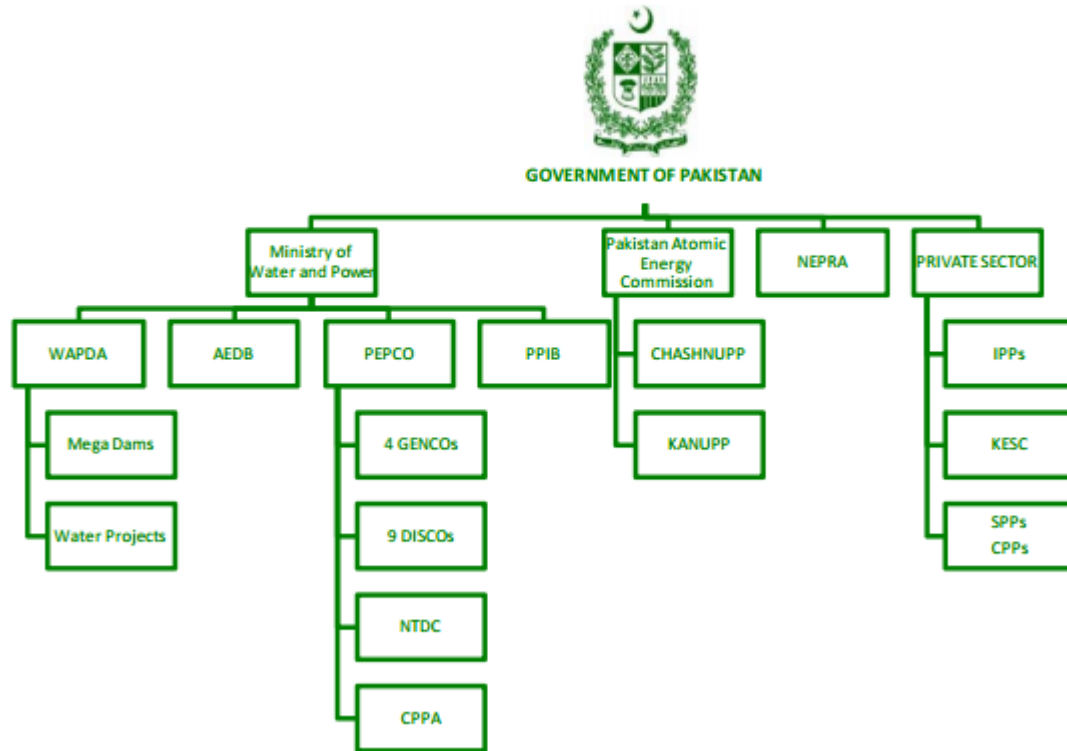 GOVERNMENT OF PAKISTAN
Ministry of
Water and Power
Pakistan Atomic
Energy
Commission
NEPRA
PRIVATE SECTOR
WAPDA
AEDB
PEPCO
PPIB
CHASHNUPP
IPPs
Mega Dams
4 GENCOs
KANUPP
KESC
Water Projects
9 DISCOs
SPPs
CPPs
NTDC
CPPA